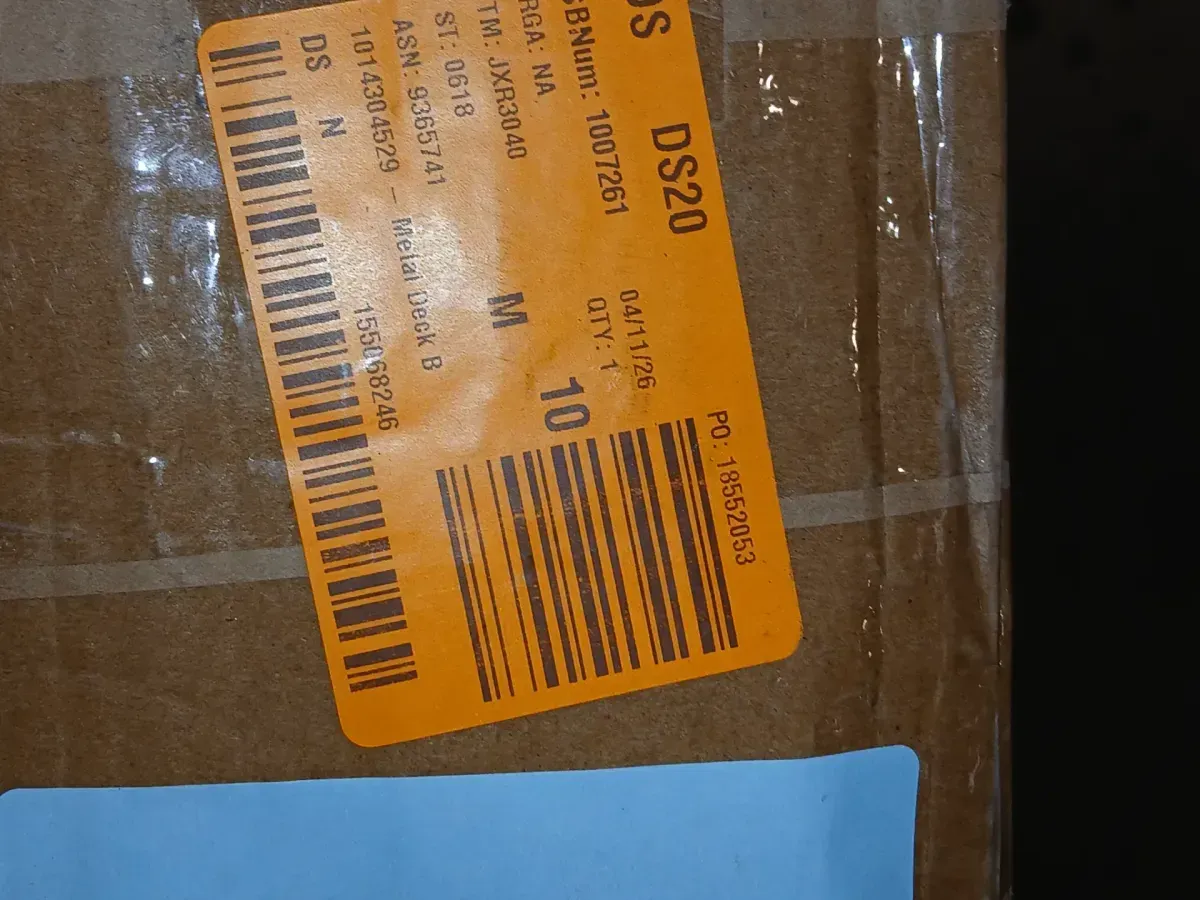 DS20
PO: 18552053
04/11/26
SBNum: 1007261
QTY: 1
RGA: NA
10
TM: JXR3040
M
ST: 0618
ASN: 9365741
1014304529 - Metal Deck B
DS
N
155068246